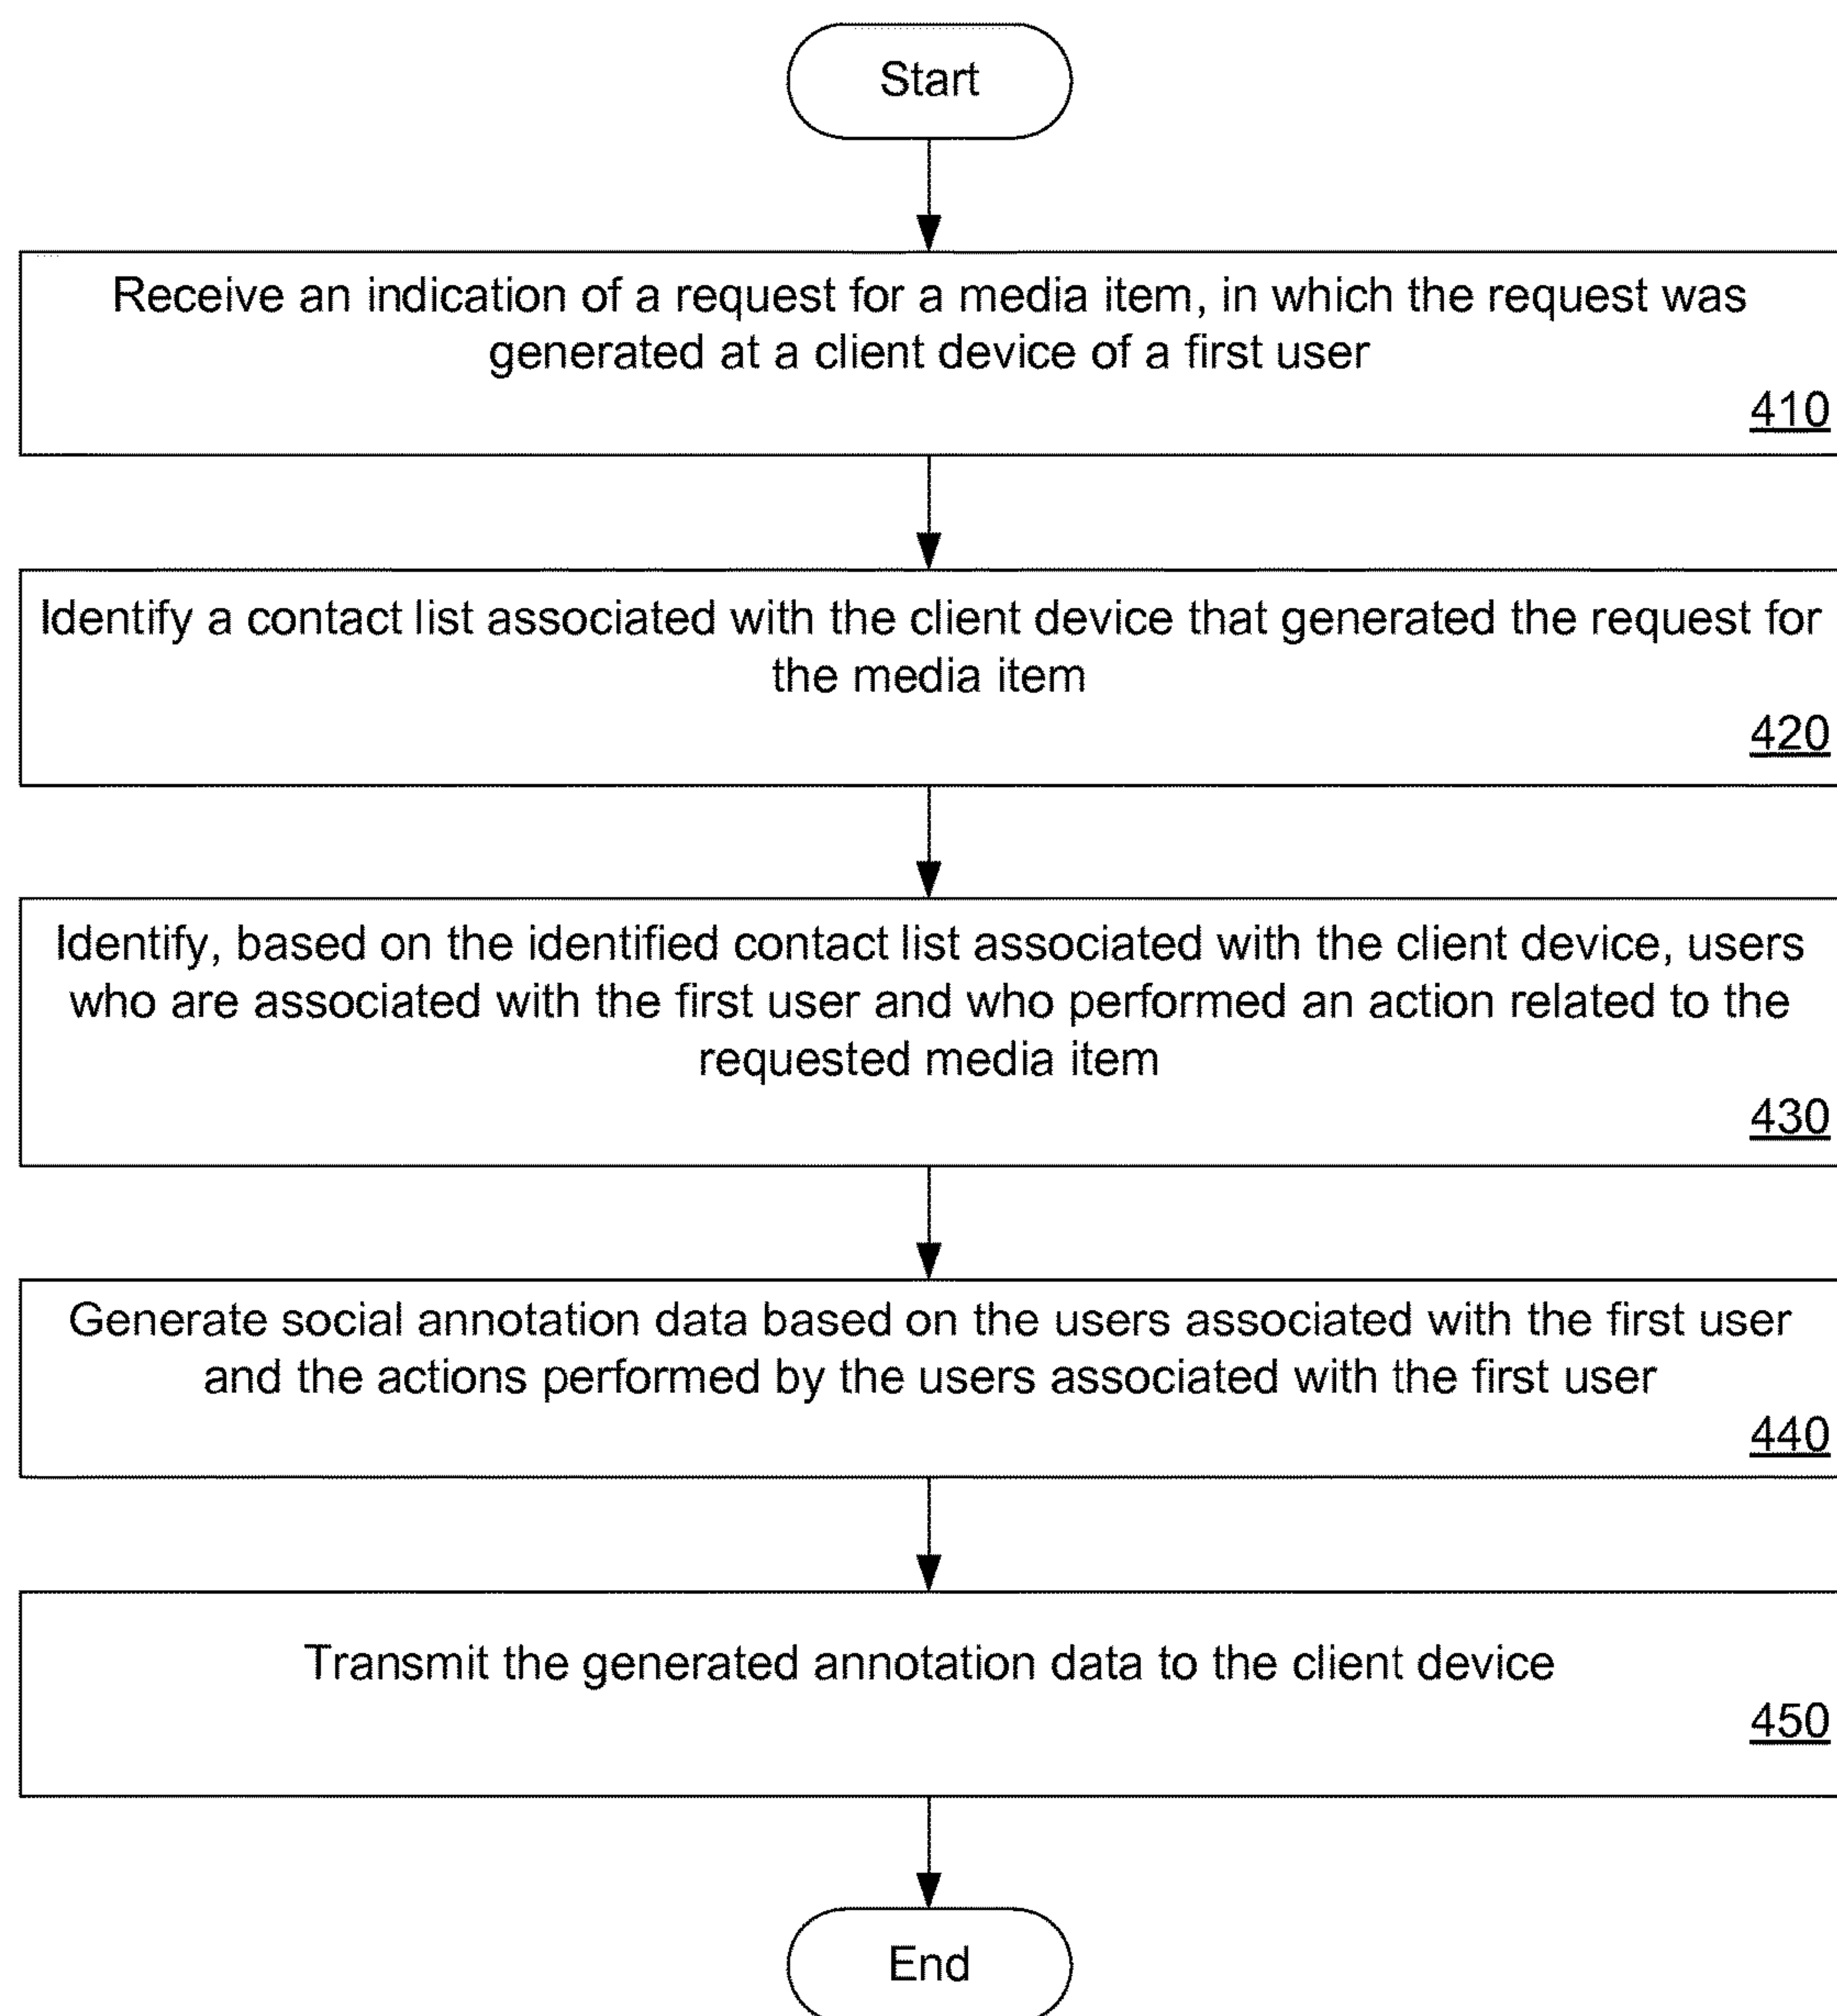 Start
Receive an indication of a request for a media item, in which the request was
generated at a client device of a first user
410
Identify a contact list associated with the client device that generated the request for
the media item
420
Identify, based on the identified contact list associated with the client device, users
who are associated with the first user and who performed an action related to the
requested media item
430
Generate social annotation data based on the users associated with the first user
and the actions performed by the users associated with the first user
440
Transmit the generated annotation data to the client device
450
End